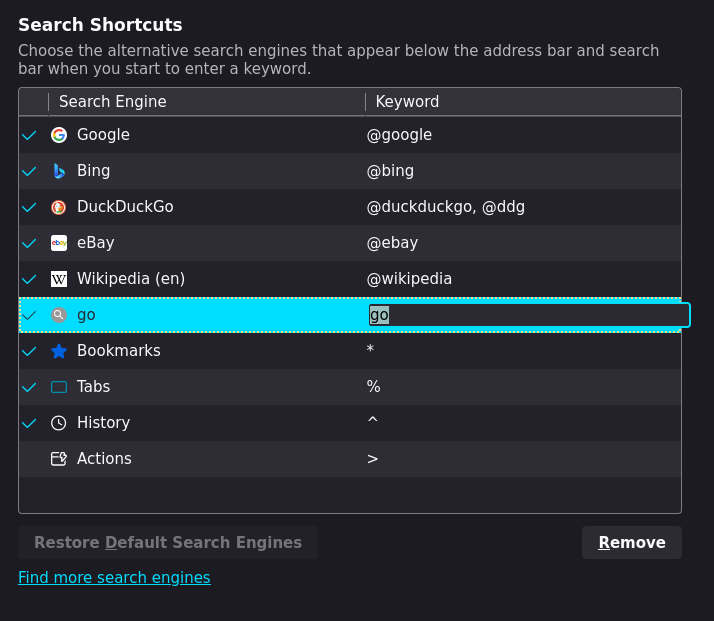 Search Shortcuts
Choose the alternative search engines that appear below the address bar and search
bar when you start to enter a keyword.
Search Engine Keyword
Google @google
Bing @bing
DuckDuckGo @duckduckgo, @ddg
ebay eBay @ebay
W Wikipedia (en) @wikipedia
go go
Bookmarks *
Tabs %
History ^
Actions >
Restore Default Search Engines Remove
Find more search engines